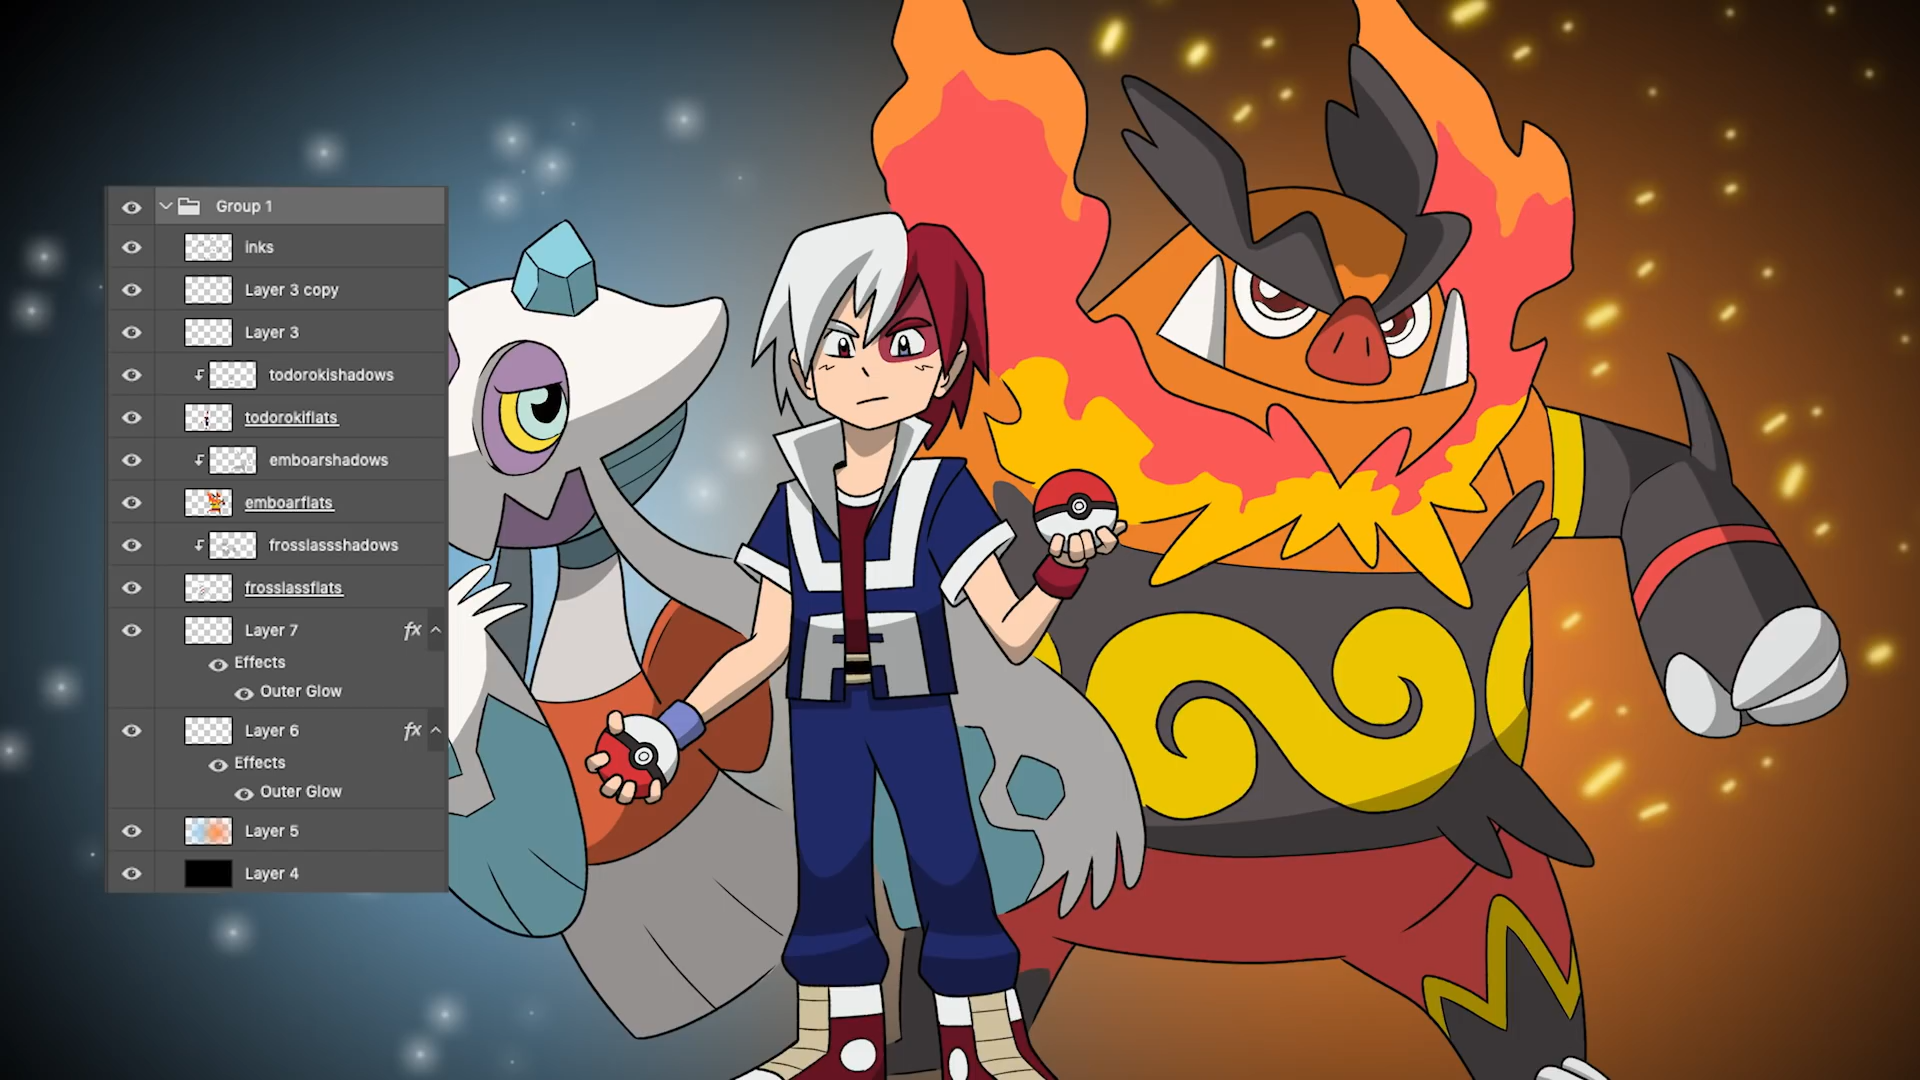 Group 1
inks
Layer 3 copy
Layer 3
todorokishadows
todorokiflats
emboarshadows
emboarflats
frosslassshadows
frosslassflats
Layer 7 fx
Effects
Outer Glow
Layer 6 fx
Effects
Outer Glow
Layer 5
Layer 4